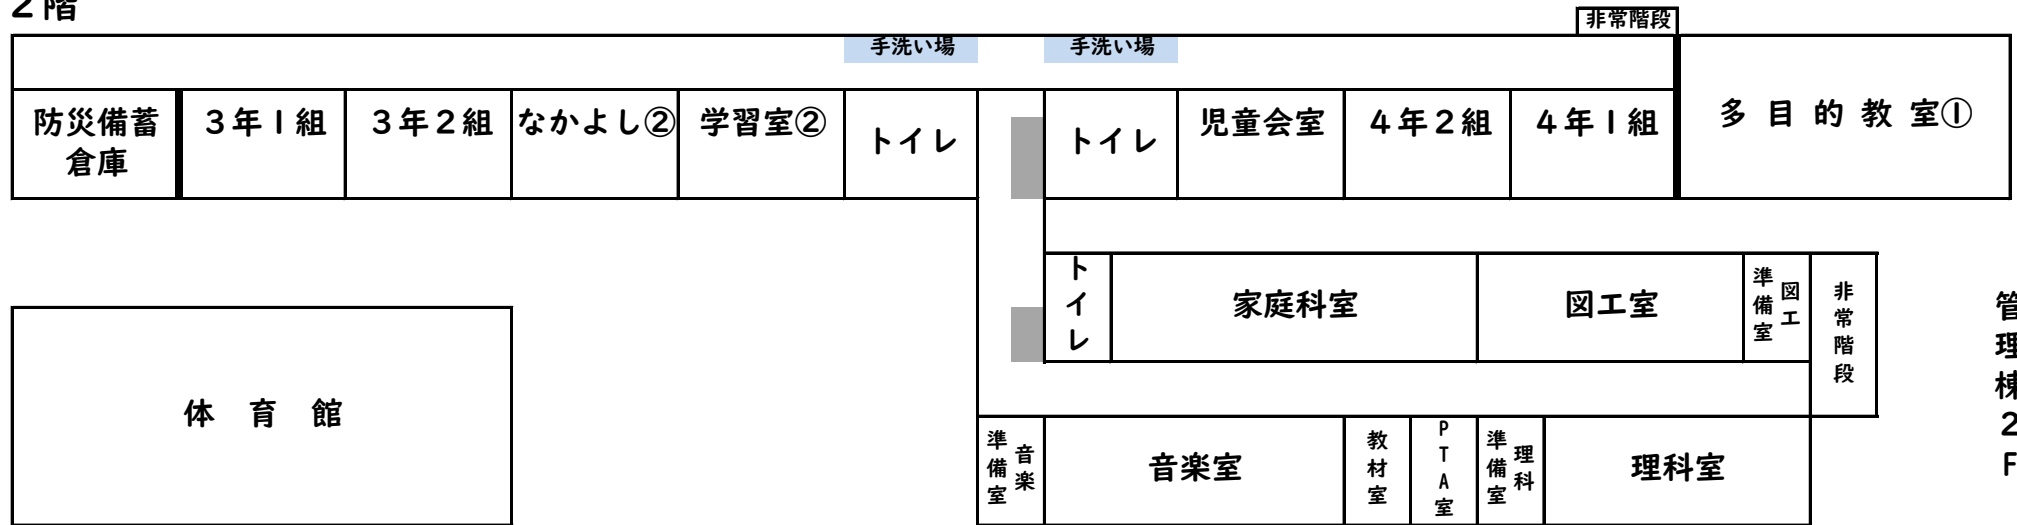 2階
非常階段
手洗い場
手洗い場
防災備蓄
倉庫
3年1組
3年2組
なかよし②
学習室②
トイレ
トイレ
児童会室
4年2組
4年1組
多目的教室①
トイレ
家庭科室
図工室
図工
準備室
非常階段
管理棟2F
体育館
音楽
準備室
音楽室
教材室
PTA室
理科
準備室
理科室